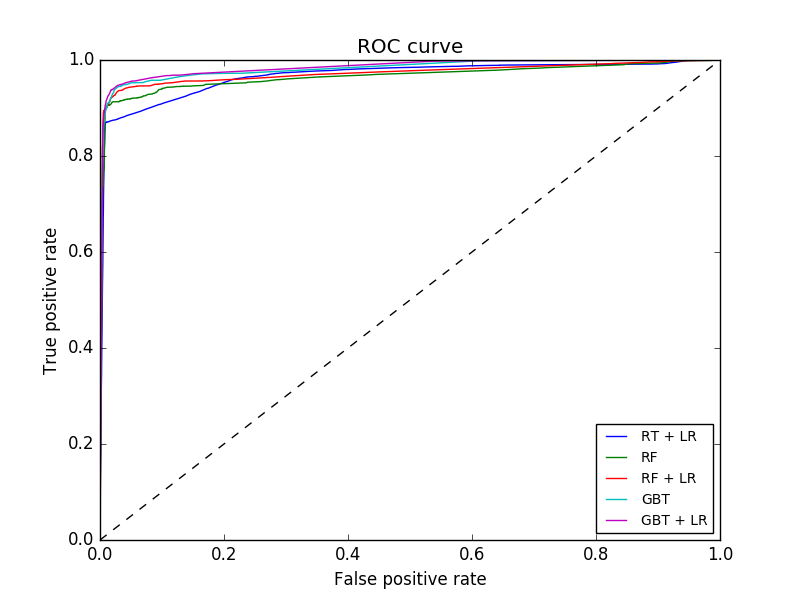 ROC curve
1.0
0.8
0.6
0.4
0.2
0.0
True positive rate
0.0 0.2 0.4 0.6 0.8 1.0
False positive rate
RT + LR
RF
RF + LR
GBT
GBT + LR